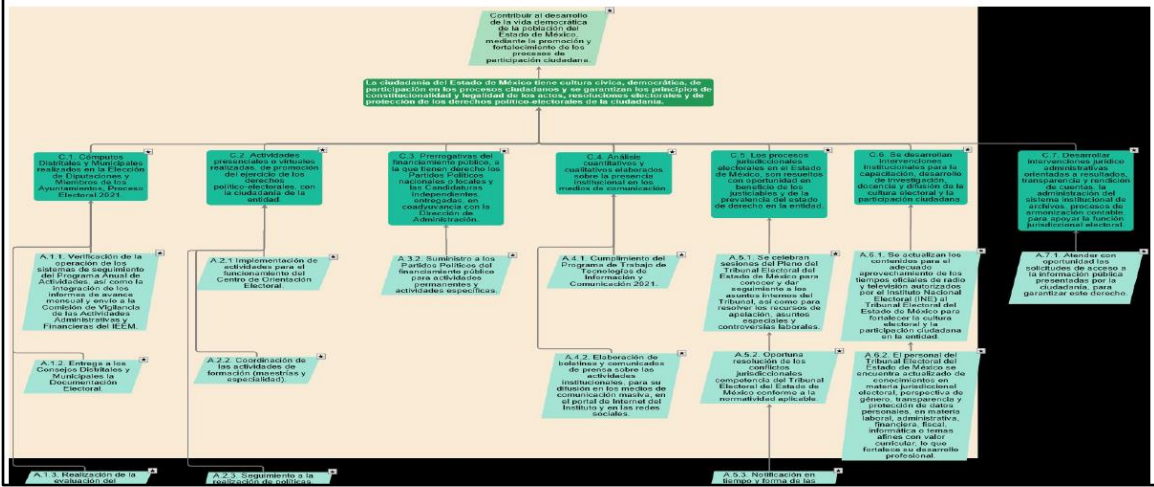 Contribuir al desarrollo
de la vida democrática
de la población del
Estado de México,
mediante la promoción y
fortalecimiento de los
procesos de
participación ciudadana.
La ciudadanía del Estado de México tiene cultura cívica, democrática, de
participación en los procesos ciudadanos y se garantizan los principios de
constitucionalidad y legalidad de los actos, resoluciones electorales y de
protección de los derechos político-electorales de la ciudadanía.
C.1. Cómputos
Distritales y Municipales
realizados en la Elección
de Diputaciones y
Miembros de los
Ayuntamientos, Proceso
Electoral 2021.
C.2. Actividades
presenciales o virtuales
realizadas, de promoción
del ejercicio de los
derechos
político-electorales, con
la ciudadanía de la
entidad.
C.3. Prerrogativas del
financiamiento público, a
la que tienen derecho los
Partidos Políticos
nacionales o locales y
las Candidaturas
independientes,
entregadas, en
coadyuvancia con la
Dirección de
Administración.
C.4. Análisis
cuantitativos y
cualitativos elaborados
sobre la presencia
institucional en los
medios de comunicación
C.5. Los procesos
jurisdiccionales
electorales en el Estado
de México, son resueltos
con oportunidad en
beneficio de los
justiciables y de la
prevalencia del estado
de derecho en la entidad.
C.6. Se desarrollan
intervenciones
Institucionales para la
capacitación, desarrollo
de investigación,
docencia y difusión de la
cultura electoral y la
participación ciudadana.
C.7. Desarrollar
intervenciones jurídico
administrativas
orientadas a resultados,
transparencia y rendición
de cuentas, la
administración del
sistema institucional de
archivos, procesos de
armonización contable,
para apoyar la función
jurisdiccional electoral.
A.1.1. Verificación de la
operación de los
sistemas de seguimiento
del Programa Anual de
Actividades, así como la
integración de los
informes de avance
mensual y envío a la
Comisión de Vigilancia
de las Actividades
Administrativas y
Financieras del IEEM.
A.2.1 Implementación de
actividades para el
funcionamiento del
Centro de Orientación
Electoral.
A.3.2. Suministro a los
Partidos Políticos del
financiamiento público
para actividades
permanentes y
actividades específicas.
A.4.1. Cumplimiento del
Programa de Trabajo de
Tecnologías de
Información y
Comunicación 2021.
A.5.1. Se celebran
sesiones del Pleno del
Tribunal Electoral del
Estado de México para
conocer y dar
seguimiento a los
asuntos internos del
Tribunal, así como para
resolver los recursos de
apelación, asuntos
especiales y
controversias laborales.
A.6.1. Se actualizan los
contenidos para el
adecuado
aprovechamiento de los
tiempos oficiales de radio
y televisión autorizados
por el Instituto Nacional
Electoral (INE) al
Tribunal Electoral del
Estado de México para
fortalecer la cultura
electoral y la
participación ciudadana
en la entidad.
A.7.1. Atender con
oportunidad las
solicitudes de acceso a
la información pública
presentadas por la
ciudadanía, para
garantizar este derecho.
A.1.2. Entrega a los
Consejos Distritales y
Municipales la
Documentación
Electoral.
A.2.2. Coordinación de
las actividades de
formación (maestrías y
especialidad).
A.4.2. Elaboración de
boletines y comunicados
de prensa sobre las
actividades
institucionales, para su
difusión en los medios de
comunicación masiva, en
el portal de Internet del
Instituto y en las redes
sociales.
A.5.2. Oportuna
resolución de los
conflictos
jurisdiccionales
competencia del Tribunal
Electoral del Estado de
México conforme a la
normatividad aplicable.
A.6.2. El personal del
Tribunal Electoral del
Estado de México se
encuentra actualizado de
conocimientos en
materia jurisdiccional
electoral, perspectiva de
género, transparencia y
protección de datos
personales, en materia
laboral, administrativa,
financiera, fiscal,
informática o temas
afines con valor
curricular, lo que
fortalece su desarrollo
profesional.
A.1.3. Realización de la
evaluación del
A.2.3. Seguimiento a la
realización de políticas
A.5.3. Notificación en
tiempo y forma de las